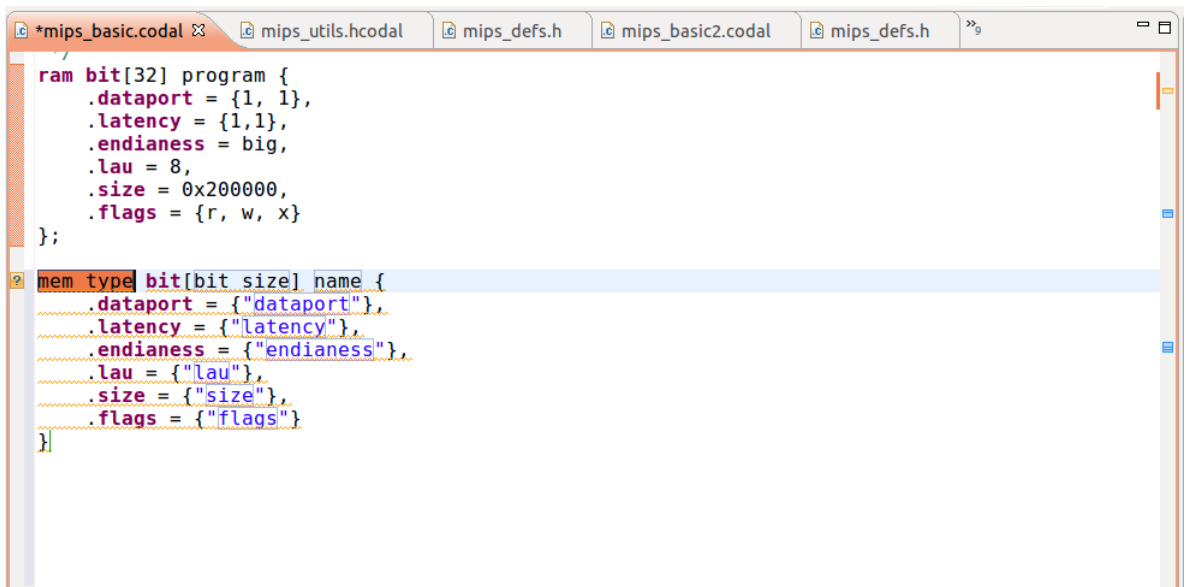 *mips_basic.codal mips_utils.hcodal mips_defs.h mips_basic2.codal mips_defs.h »9
*/
ram bit[32] program {
    .dataport = {1, 1},
    .latency = {1,1},
    .endianess = big,
    .lau = 8,
    .size = 0x200000,
    .flags = {r, w, x}
};
mem type bit[bit size] name {
    .dataport = {"dataport"},
    .latency = {"latency"},
    .endianess = {"endianess"},
    .lau = {"lau"},
    .size = {"size"},
    .flags = {"flags"}
}